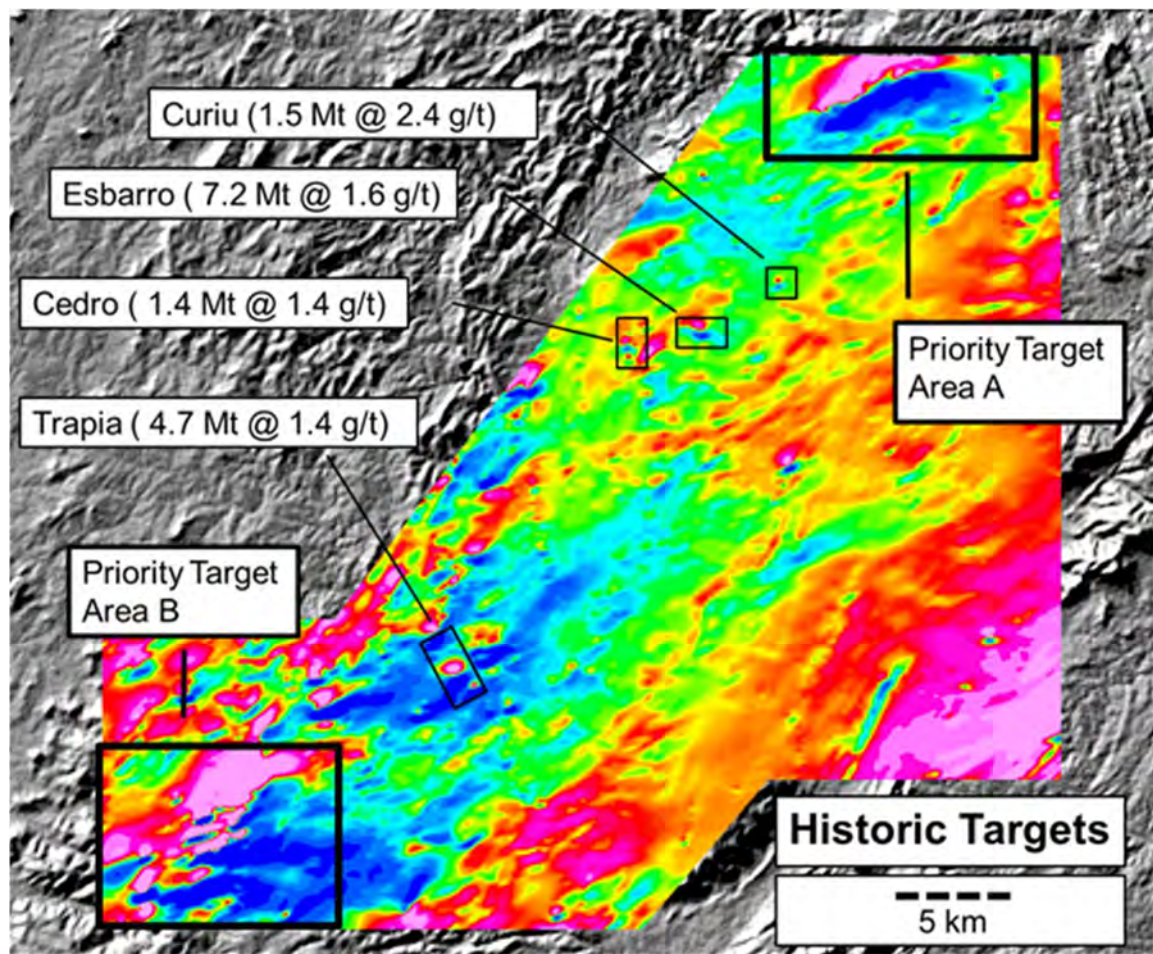 Curiu (1.5 Mt @ 2.4 g/t)
Esbarro ( 7.2 Mt @ 1.6 g/t)
Cedro ( 1.4 Mt @ 1.4 g/t)
Trapia ( 4.7 Mt @ 1.4 g/t)
Priority Target
Area A
Priority Target
Area B
Historic Targets
5 km